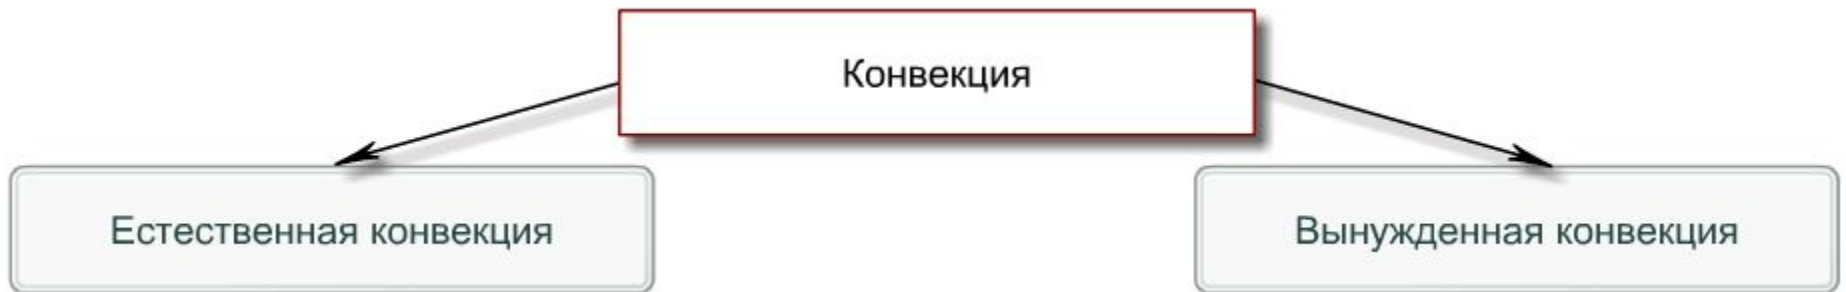 Конвекция
Естественная конвекция
Вынужденная конвекция